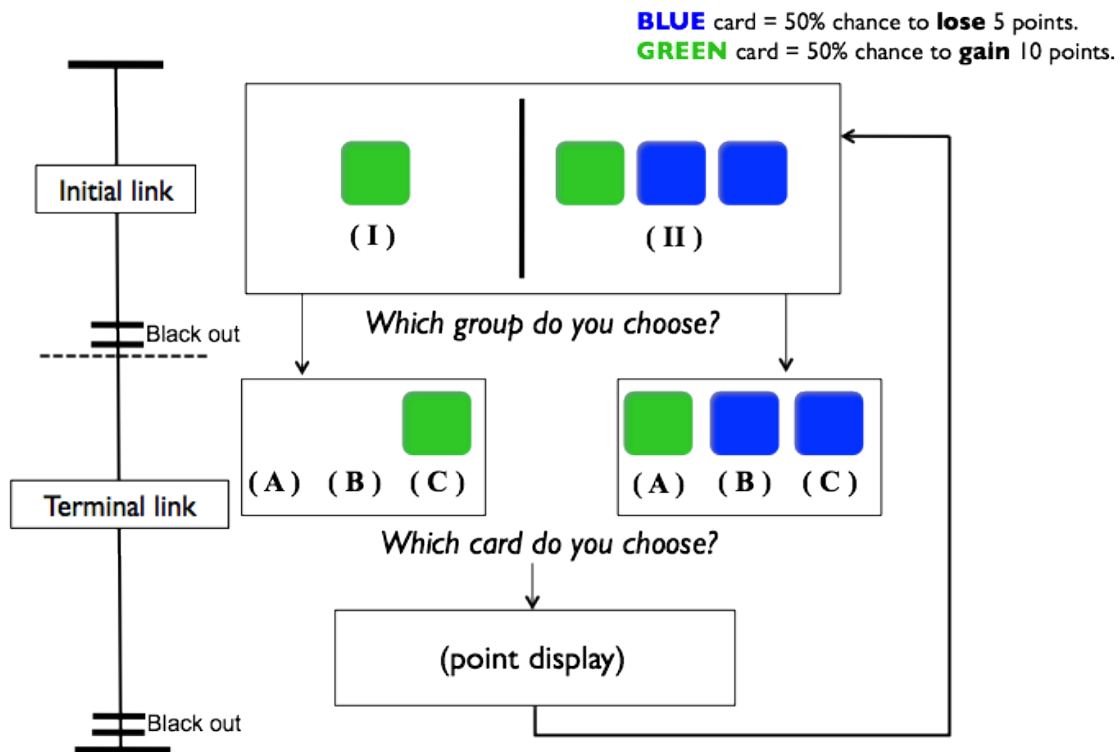 BLUE card = 50% chance to lose 5 points.
GREEN card = 50% chance to gain 10 points.
Initial link
( I )
( II )
Black out
Which group do you choose?
( A ) ( B ) ( C )
( A ) ( B ) ( C )
Terminal link
Which card do you choose?
(point display)
Black out